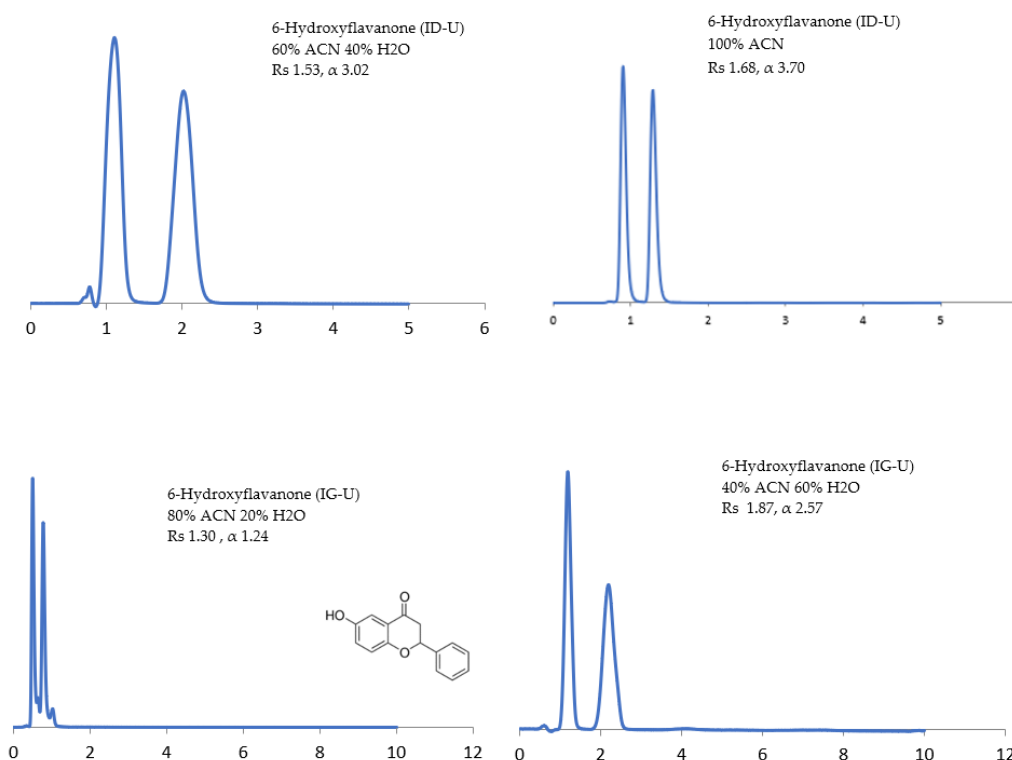 6-Hydroxyflavanone (ID-U)
60% ACN 40% H2O
Rs 1.53, α 3.02
0 1 2 3 4 5 6
6-Hydroxyflavanone (ID-U)
100% ACN
Rs 1.68, α 3.70
0 1 2 3 4 5
6-Hydroxyflavanone (IG-U)
80% ACN 20% H2O
Rs 1.30 , α 1.24
HO O
O
0 2 4 6 8 10 12
6-Hydroxyflavanone (IG-U)
40% ACN 60% H2O
Rs 1.87, α 2.57
0 2 4 6 8 10 12